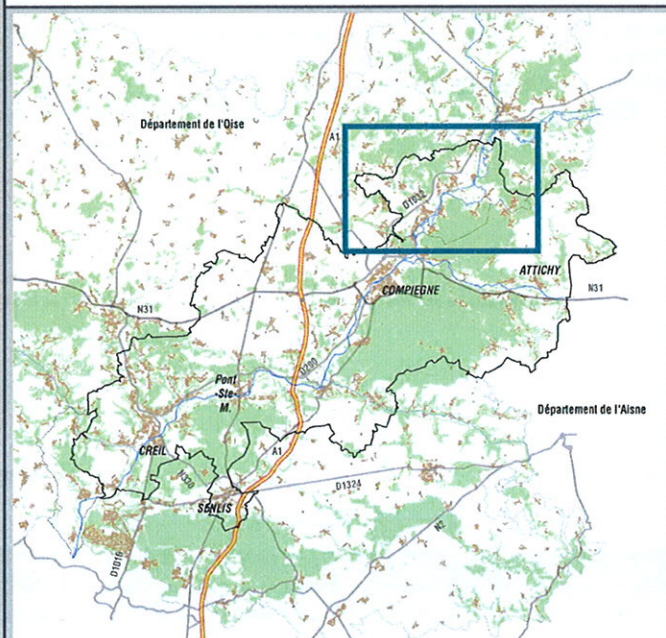 Département de l'Oise
A1
D1032
ATTICHY
COMPIEGNE
N31
N31
D200
Pont
-Ste-
M.
Département de l'Aisne
CREIL
A1
N330
D1324
SENLIS
N2
D1016